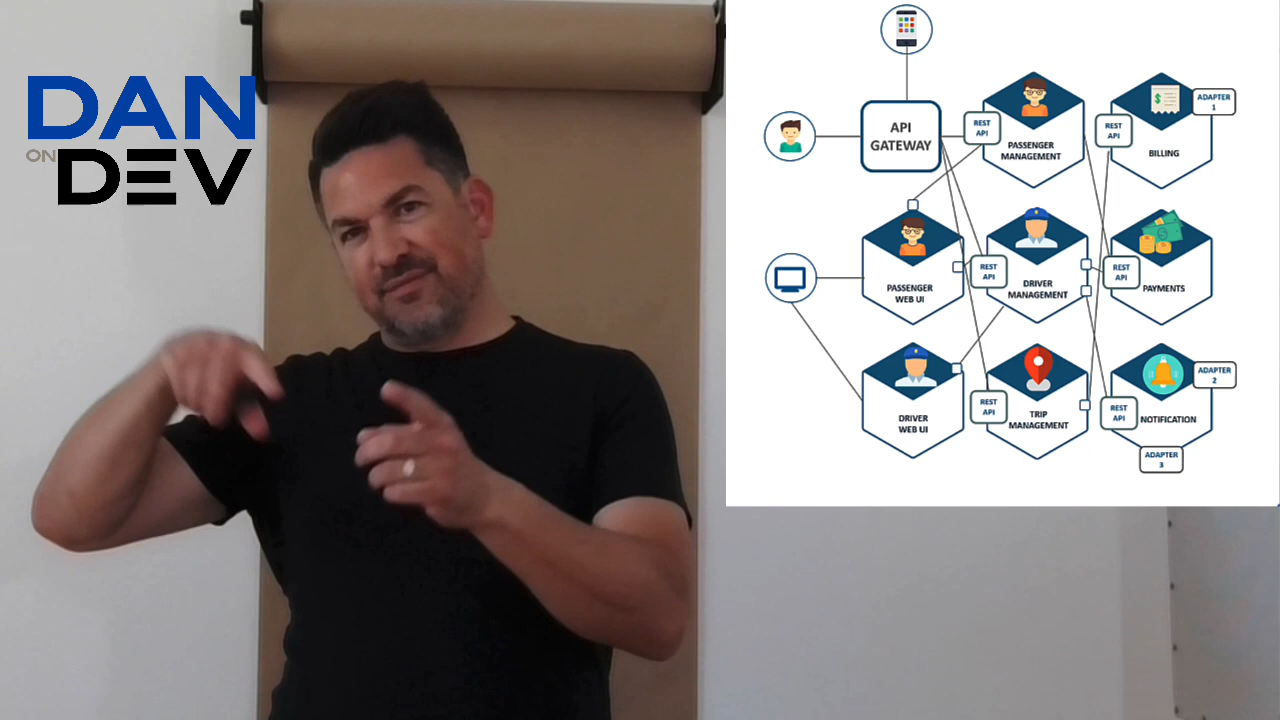 DAN
ON DEV
API
GATEWAY
REST
API
PASSENGER
MANAGEMENT
REST
API
BILLING
ADAPTER
1
PASSENGER
WEB UI
REST
API
DRIVER
MANAGEMENT
REST
API
PAYMENTS
DRIVER
WEB UI
REST
API
TRIP
MANAGEMENT
REST
API
NOTIFICATION
ADAPTER
2
ADAPTER
3